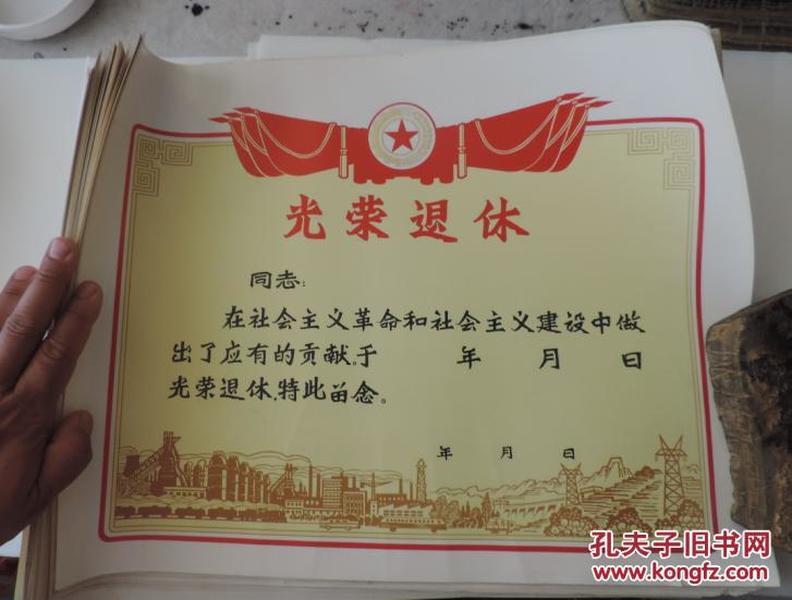 光荣退休
同志:
在社会主义革命和社会主义建设中做
出了应有的贡献。于 年 月 日
光荣退休,特此畄念。
年 月 日
孔夫子旧书网
www.kongfz.com